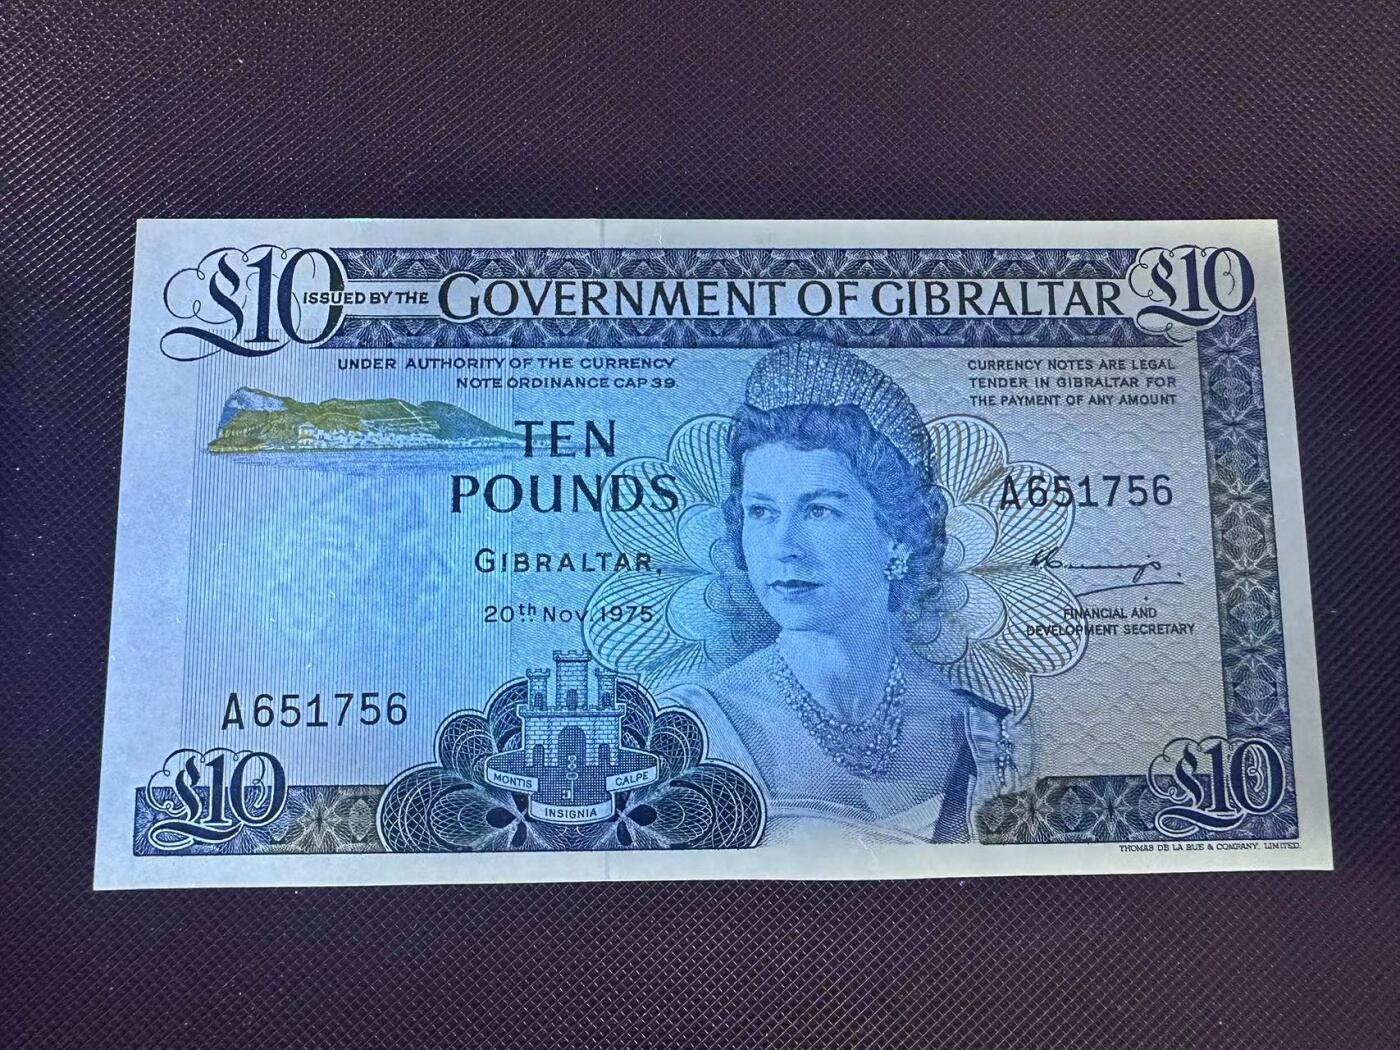 £10
ISSUED BY THE GOVERNMENT OF GIBRALTAR
£10
UNDER AUTHORITY OF THE CURRENCY
NOTE ORDINANCE CAP 39
CURRENCY NOTES ARE LEGAL
TENDER IN GIBRALTAR FOR
THE PAYMENT OF ANY AMOUNT
TEN
POUNDS
GIBRALTAR,
20th Nov. 1975
A651756
FINANCIAL AND
DEVELOPMENT SECRETARY
A651756
£10
MONTIS
INSIGNIA
CALPE
£10
THOMAS DE LA RUE & COMPANY, LIMITED.